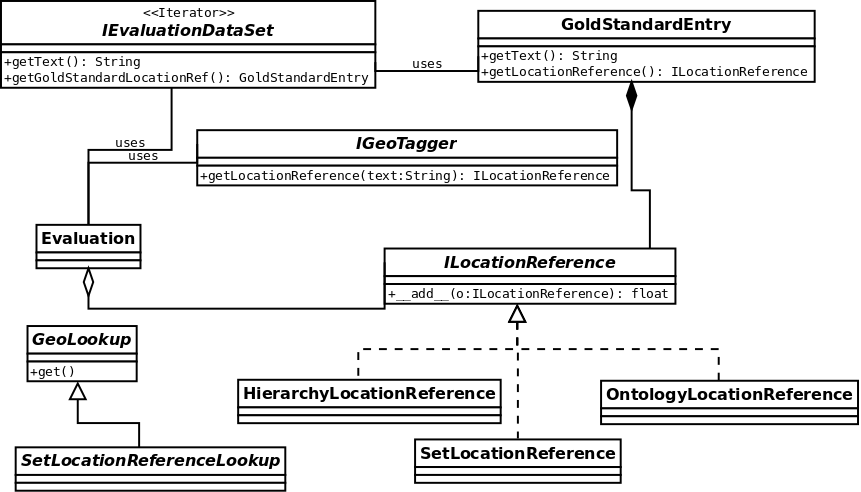 <<Iterator>>
IEvaluationDataSet
+getText(): String
+getGoldStandardLocationRef(): GoldStandardEntry
uses
GoldStandardEntry
+getText(): String
+getLocationReference(): ILocationReference
uses
uses
IGeoTagger
+getLocationReference(text:String): ILocationReference
Evaluation
ILocationReference
+__add__(o:ILocationReference): float
GeoLookup
+get()
HierarchyLocationReference
OntologyLocationReference
SetLocationReference
SetLocationReferenceLookup